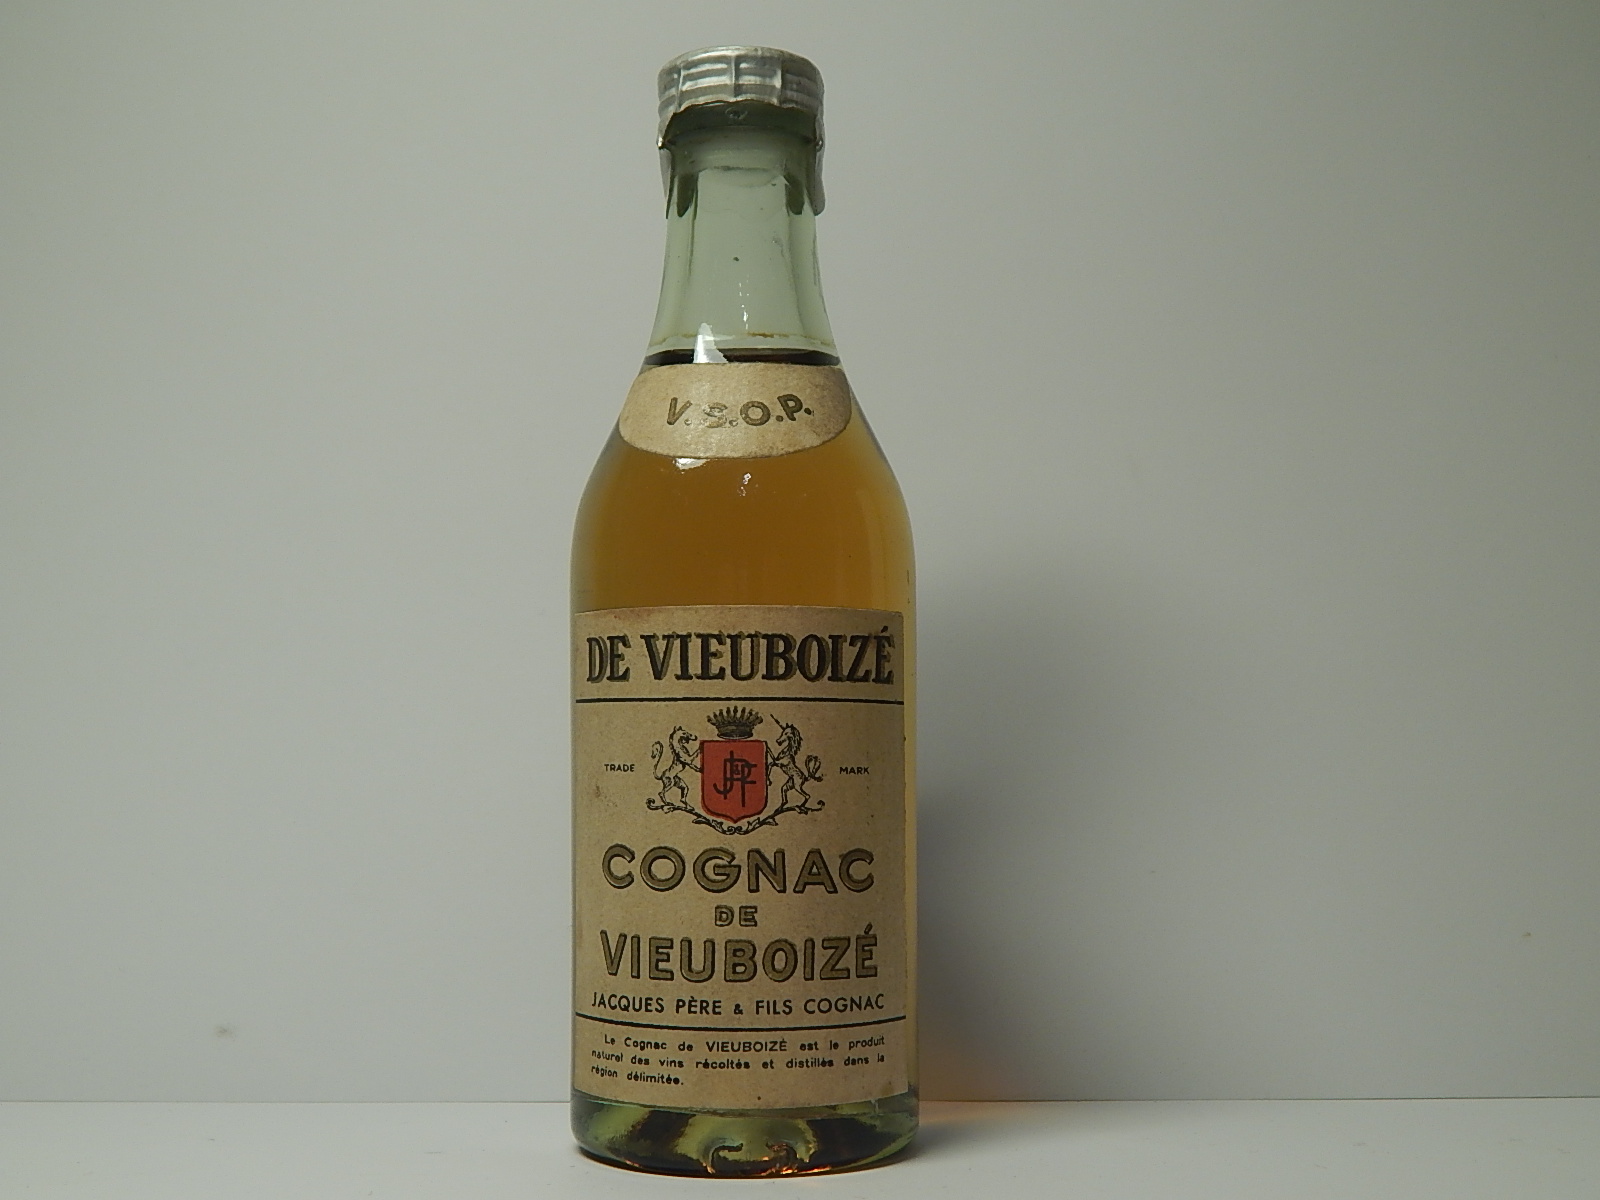 V.S.O.P.
DE VIEUBOIZÉ
JP&F
TRADE MARK
COGNAC
DE
VIEUBOIZÉ
JACQUES PÈRE & FILS COGNAC
Le Cognac de VIEUBOIZÉ est le produit
naturel des vins récoltés et distillés dans la
région délimitée.